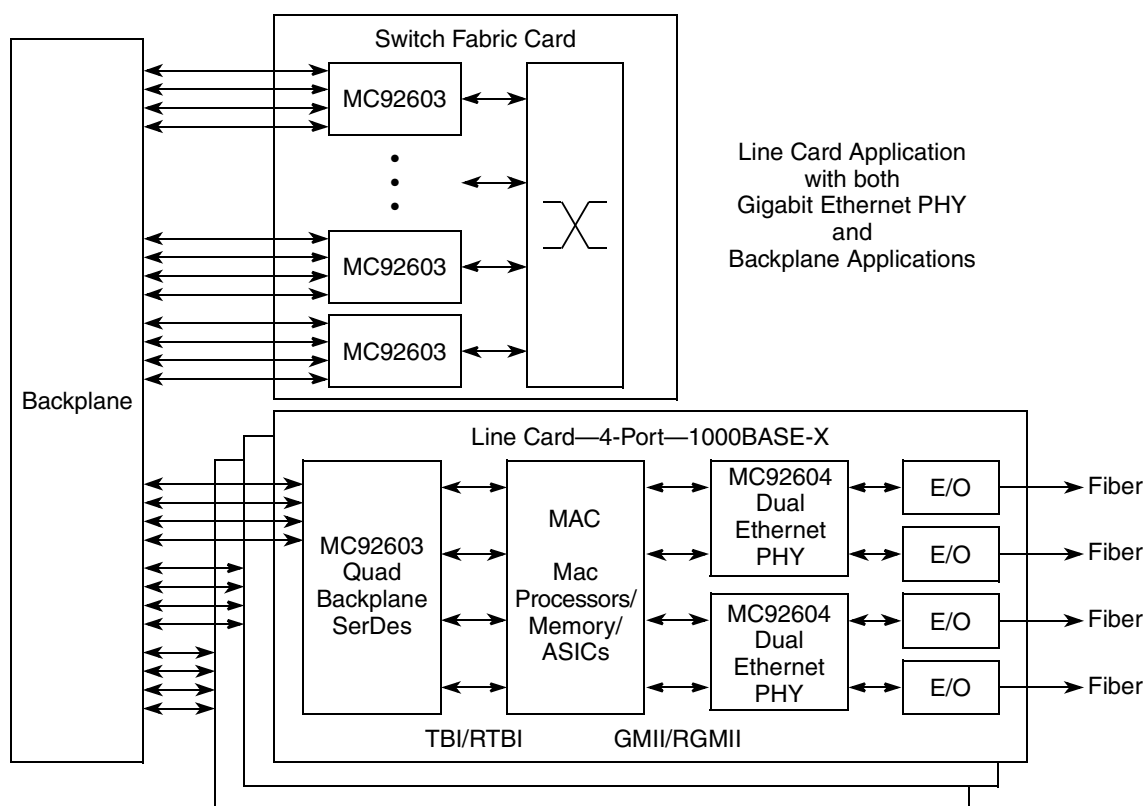 Switch Fabric Card
MC92603
MC92603
MC92603
Line Card Application
with both
Gigabit Ethernet PHY
and
Backplane Applications
Backplane
Line Card—4-Port—1000BASE-X
MC92603
Quad
Backplane
SerDes
MAC
Mac
Processors/
Memory/
ASICs
MC92604
Dual
Ethernet
PHY
MC92604
Dual
Ethernet
PHY
E/O
Fiber
E/O
Fiber
E/O
Fiber
E/O
Fiber
TBI/RTBI
GMII/RGMII